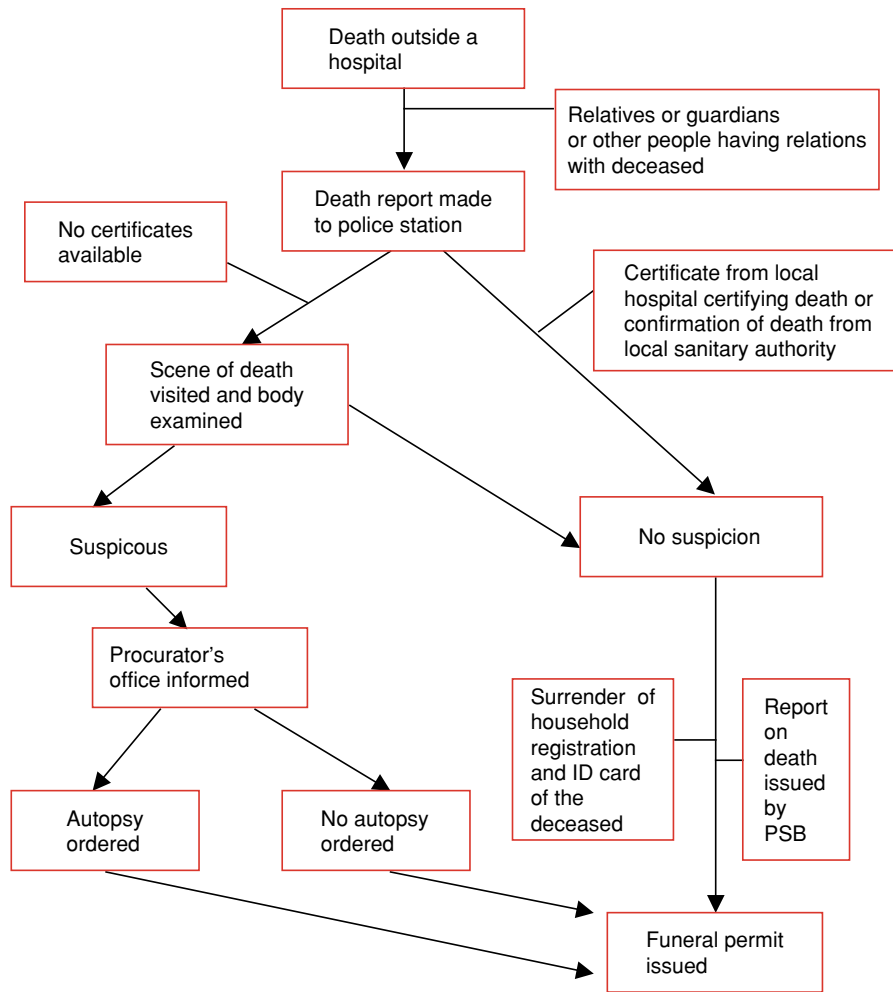 Death outside a
hospital
Relatives or guardians
or other people having relations
with deceased
Death report made
to police station
No certificates
available
Certificate from local
hospital certifying death or
confirmation of death from
local sanitary authority
Scene of death
visited and body
examined
Suspicous
No suspicion
Procurator's
office informed
Surrender of
household
registration
and ID card
of the
deceased
Report
on
death
issued
by
PSB
Autopsy
ordered
No autopsy
ordered
Funeral permit
issued